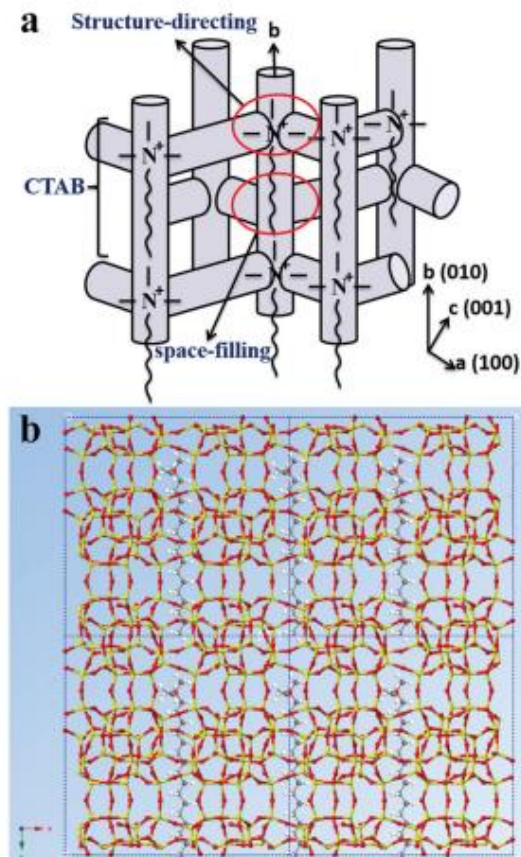 a
Structure-directing
b
N+
N+
N+
N+
CTAB
N+
N+
N+
space-filling
b (010)
c (001)
a (100)
b